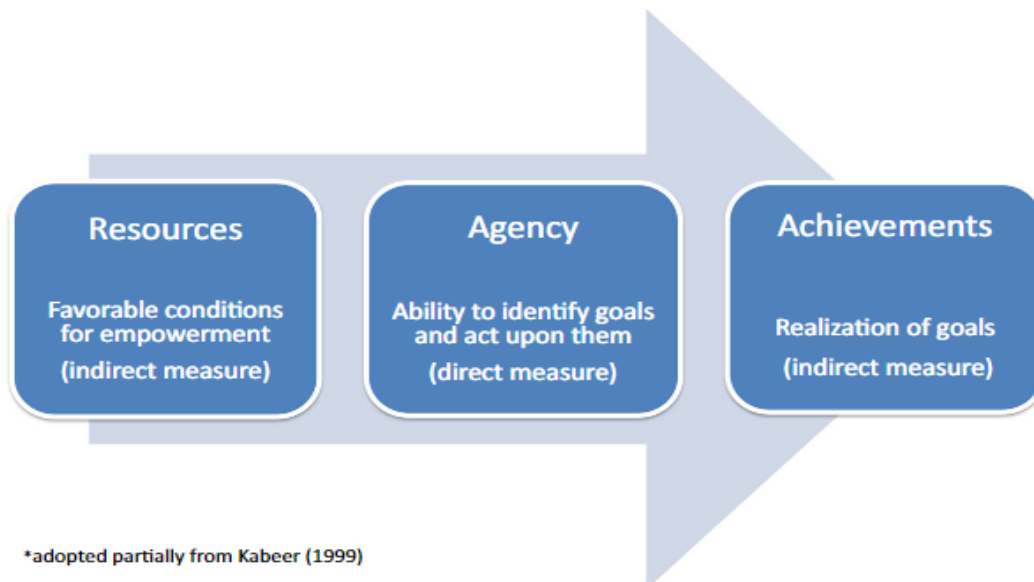 Resources
Favorable conditions
for empowerment
(indirect measure)
Agency
Ability to identify goals
and act upon them
(direct measure)
Achievements
Realization of goals
(indirect measure)
*adopted partially from Kabeer (1999)